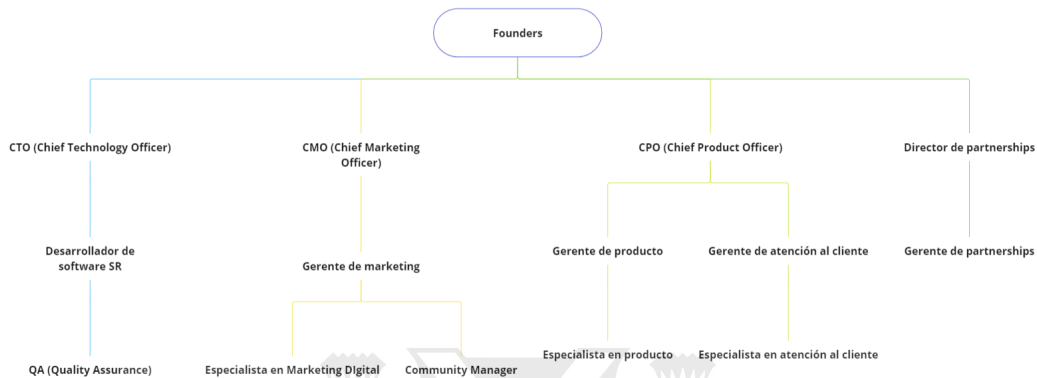 Founders
CTO (Chief Technology Officer)
CMO (Chief Marketing
Officer)
CPO (Chief Product Officer)
Director de partnerships
Desarrollador de
software SR
Gerente de marketing
Gerente de producto
Gerente de atención al cliente
Gerente de partnerships
QA (Quality Assurance)
Especialista en Marketing DIgital
Community Manager
Especialista en producto
Especialista en atención al cliente